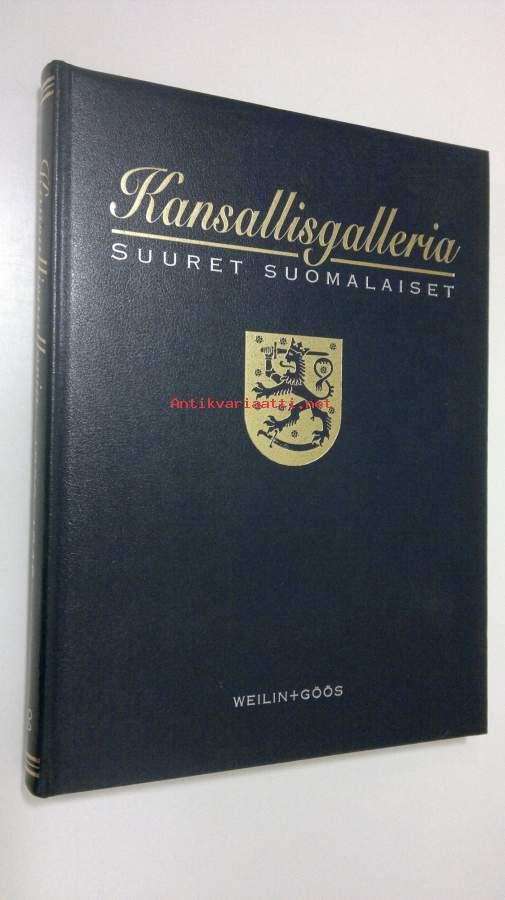 Kansallisgalleria
SUURET SUOMALAISET
Antikvariaatti.net
WEILIN+GÖÖS